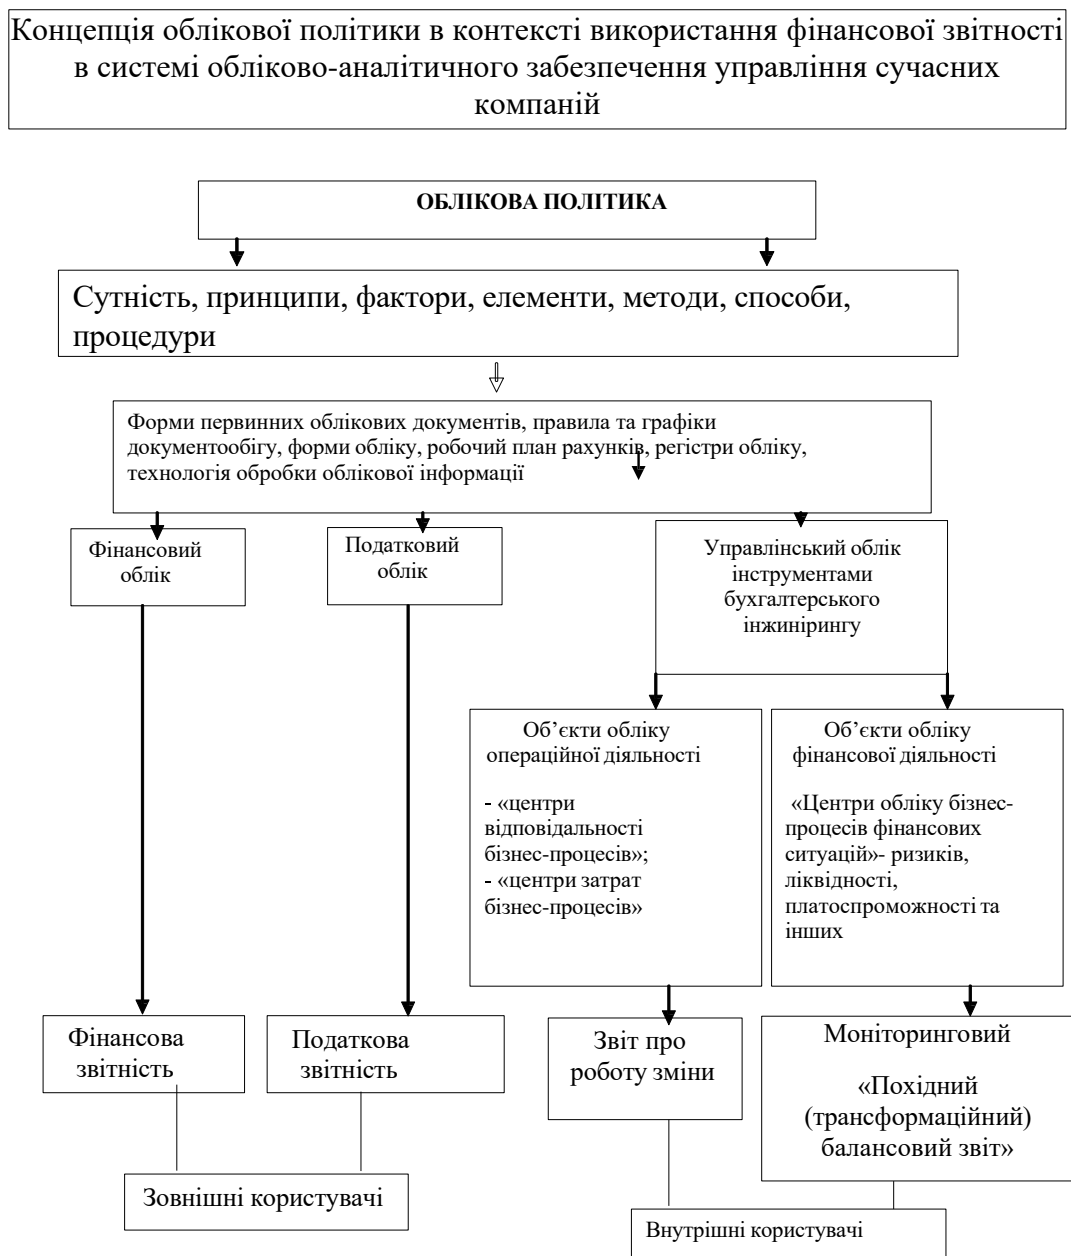 Концепція облікової політики в контексті використання фінансової звітності
в системі обліково-аналітичного забезпечення управління сучасних
компаній
ОБЛІКОВА ПОЛІТИКА
Сутність, принципи, фактори, елементи, методи, способи,
процедури
Форми первинних облікових документів, правила та графіки
документообігу, форми обліку, робочий план рахунків, регістри обліку,
технологія обробки облікової інформації
Фінансовий
облік
Податковий
облік
Управлінський облік
інструментами
бухгалтерського
інжинірингу
Об’єкти обліку
операційної діяльності
- «центри
відповідальності
бізнес-процесів»;
- «центри затрат
бізнес-процесів»
Об’єкти обліку
фінансової діяльності
«Центри обліку бізнес-
процесів фінансових
ситуацій»- ризиків,
ліквідності,
платоспроможності та
інших
Фінансова
звітність
Податкова
звітність
Звіт про
роботу зміни
Моніторинговий
«Похідний
(трансформаційний)
балансовий звіт»
Зовнішні користувачі
Внутрішні користувачі